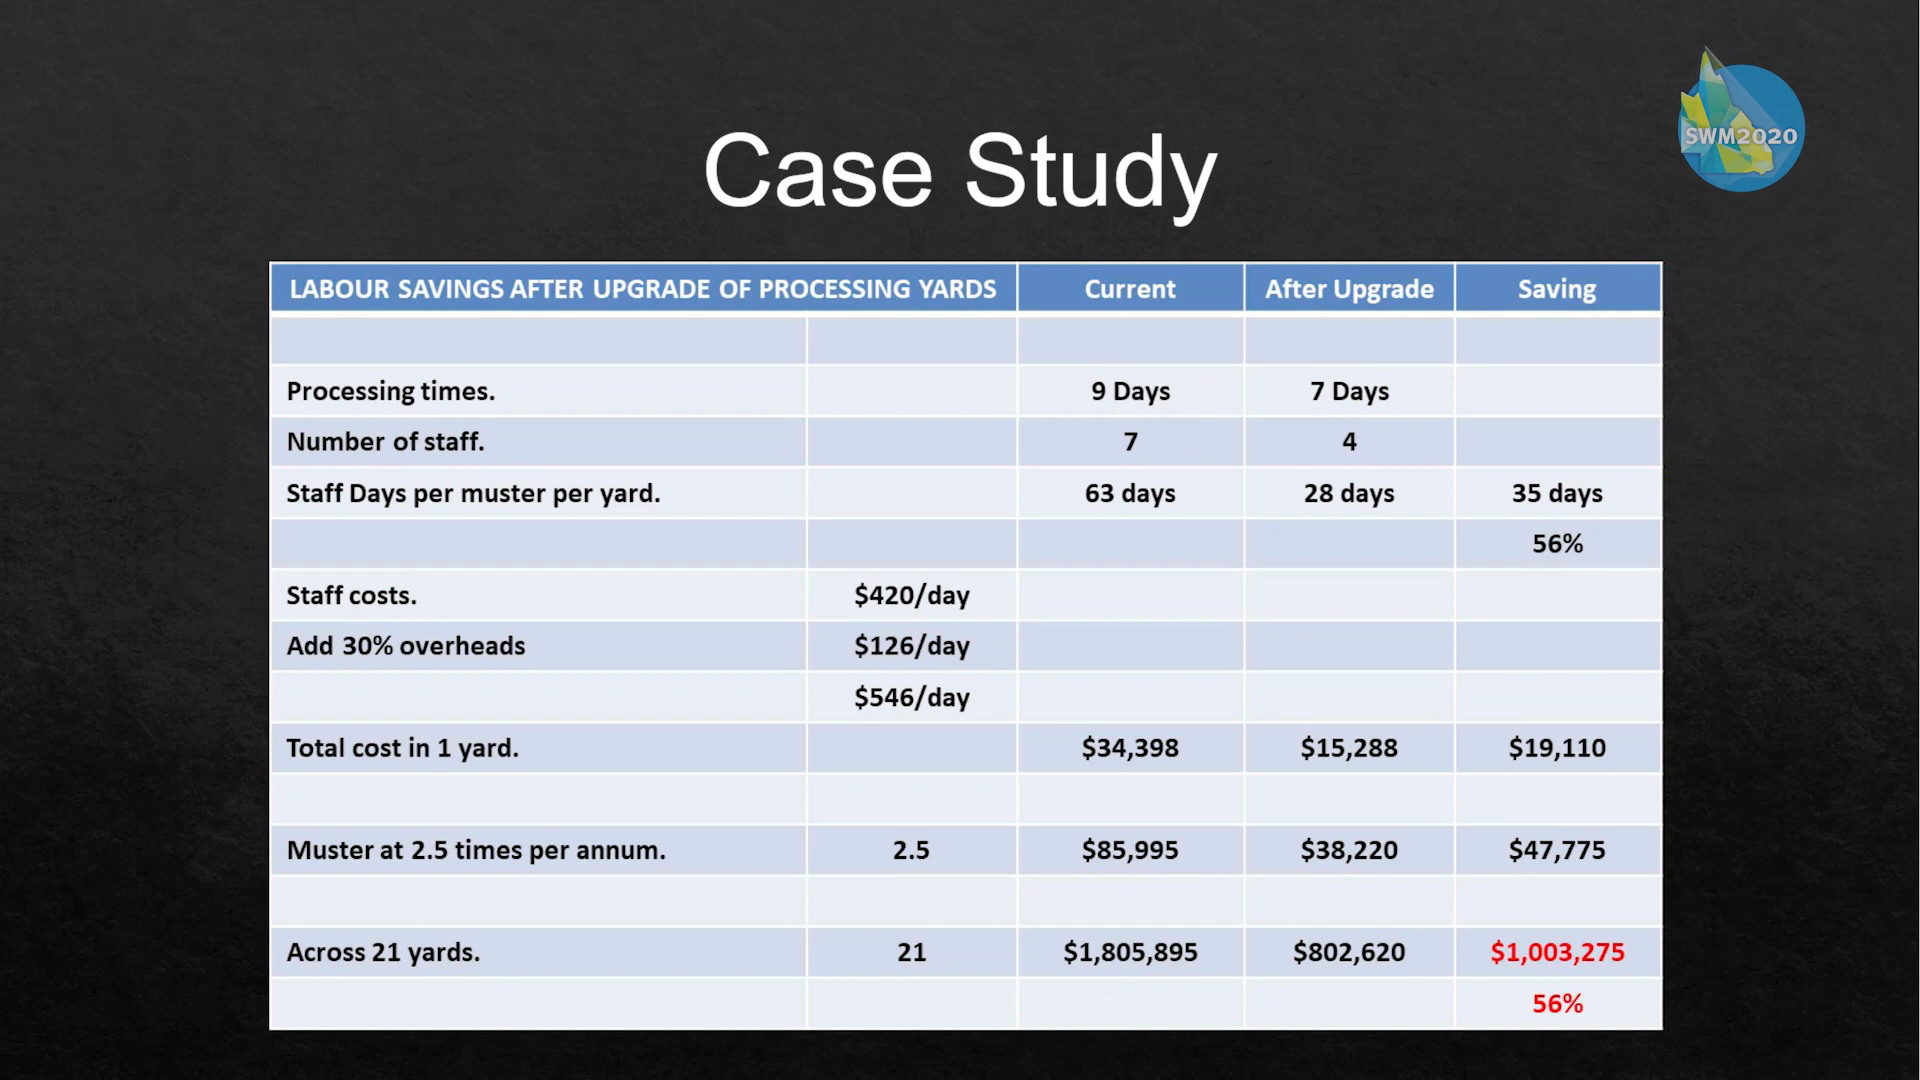 SWM2020
Case Study
LABOUR SAVINGS AFTER UPGRADE OF PROCESSING YARDS Current After Upgrade Saving
Processing times. 9 Days 7 Days
Number of staff. 7 4
Staff Days per muster per yard. 63 days 28 days 35 days
56%
Staff costs. $420/day
Add 30% overheads $126/day
$546/day
Total cost in 1 yard. $34,398 $15,288 $19,110
Muster at 2.5 times per annum. 2.5 $85,995 $38,220 $47,775
Across 21 yards. 21 $1,805,895 $802,620 $1,003,275
56%